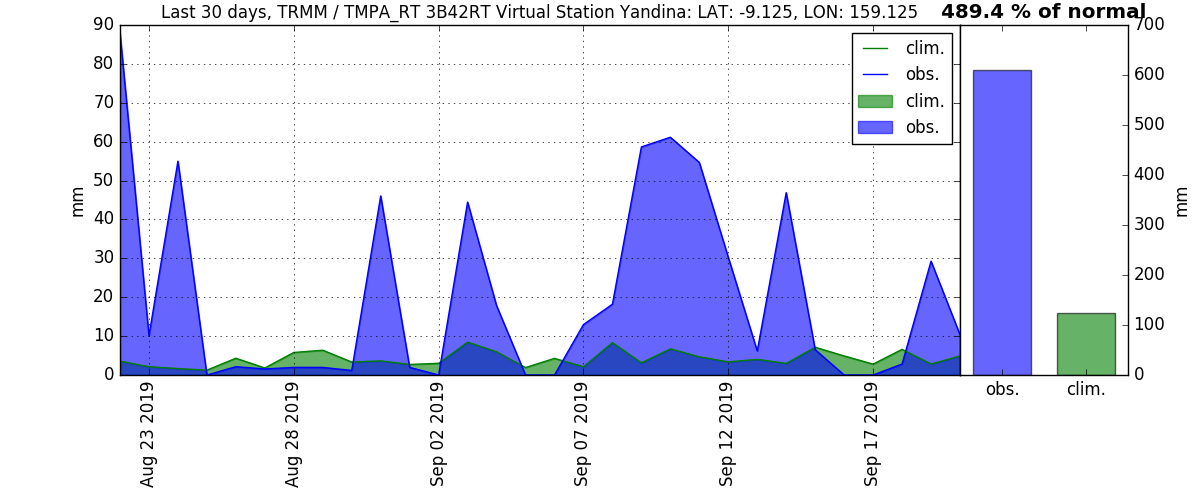 Last 30 days, TRMM / TMPA_RT 3B42RT Virtual Station Yandina: LAT: -9.125, LON: 159.125
489.4 % of normal
90
80
70
60
50
40
30
20
10
0
mm
clim.
obs.
clim.
obs.
700
600
500
400
300
200
100
0
mm
obs.
clim.
Aug 23 2019
Aug 28 2019
Sep 02 2019
Sep 07 2019
Sep 12 2019
Sep 17 2019